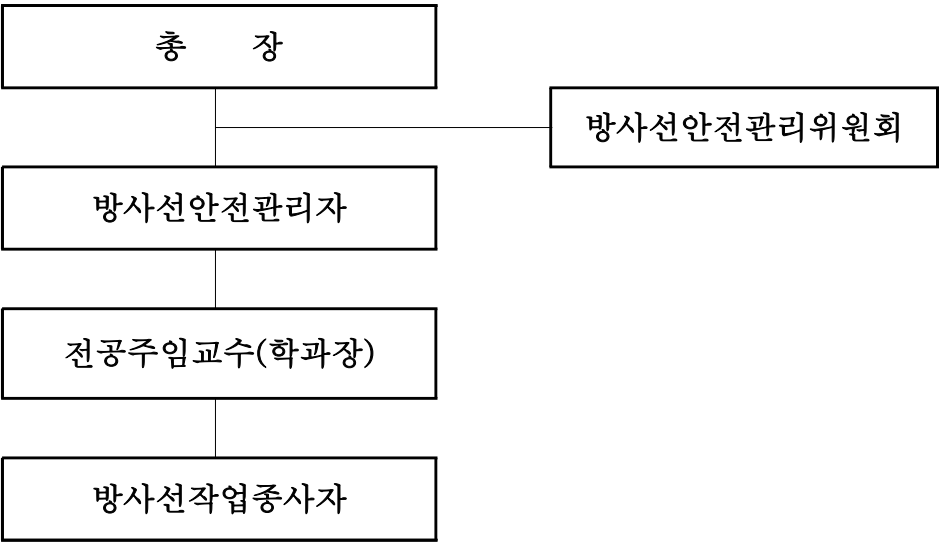 총 장
방사선안전관리위원회
방사선안전관리자
전공주임교수(학과장)
방사선작업종사자